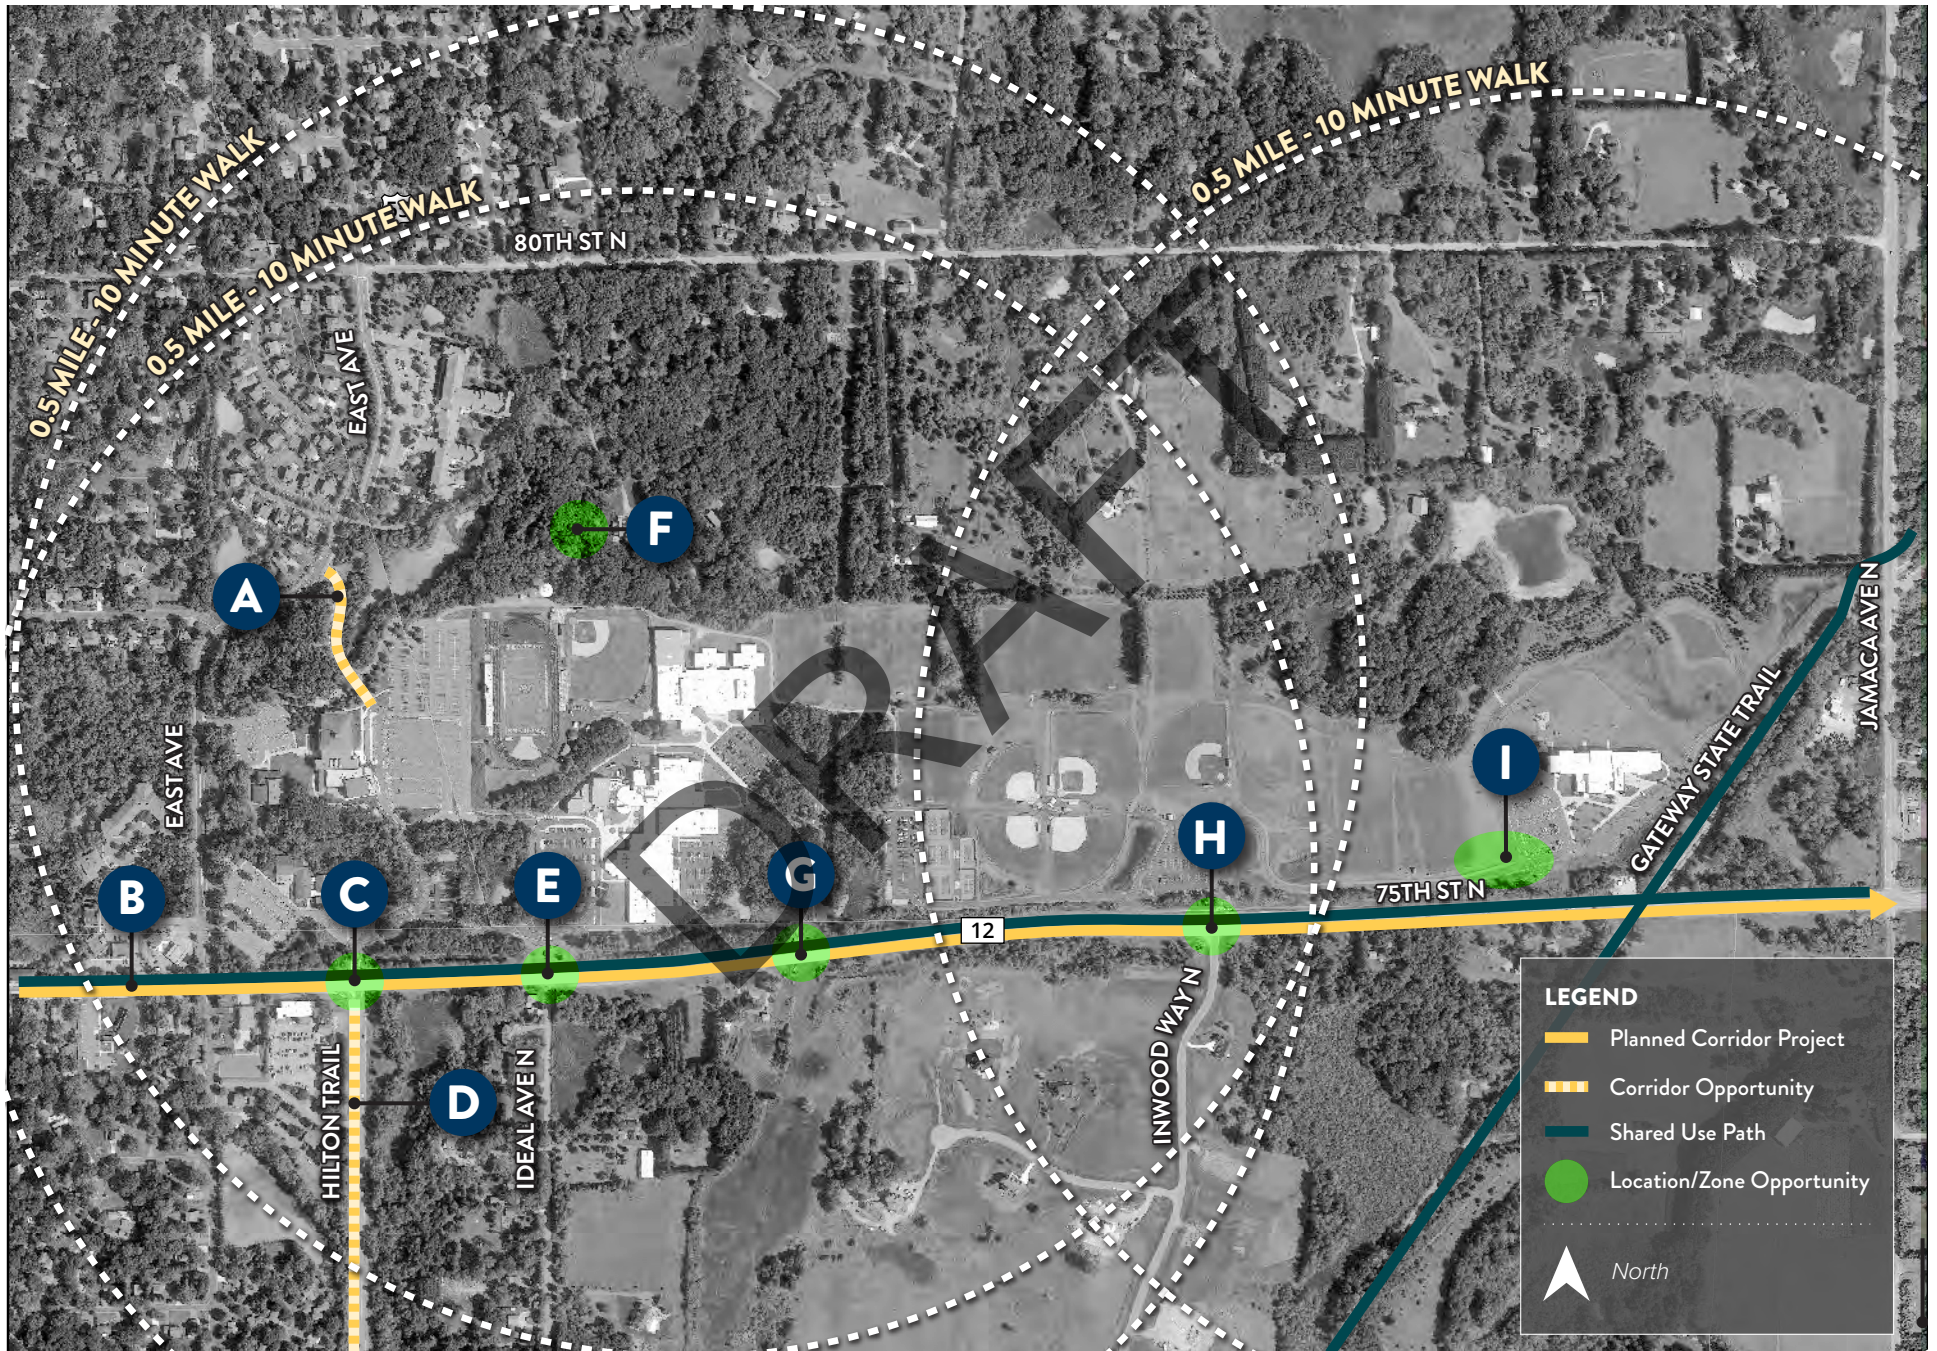 0.5 MILE - 10 MINUTE WALK
0.5 MILE - 10 MINUTE WALK
0.5 MILE - 10 MINUTE WALK
80TH ST N
EAST AVE
F
A
DRAFT
JAMACA AVE N
GATEWAY STATE TRAIL
EAST AVE
I
H
G
E
C
B
75TH ST N
12
HILTON TRAIL
D
IDEAL AVE N
INWOOD WAY N
LEGEND
Planned Corridor Project
Corridor Opportunity
Shared Use Path
Location/Zone Opportunity
North